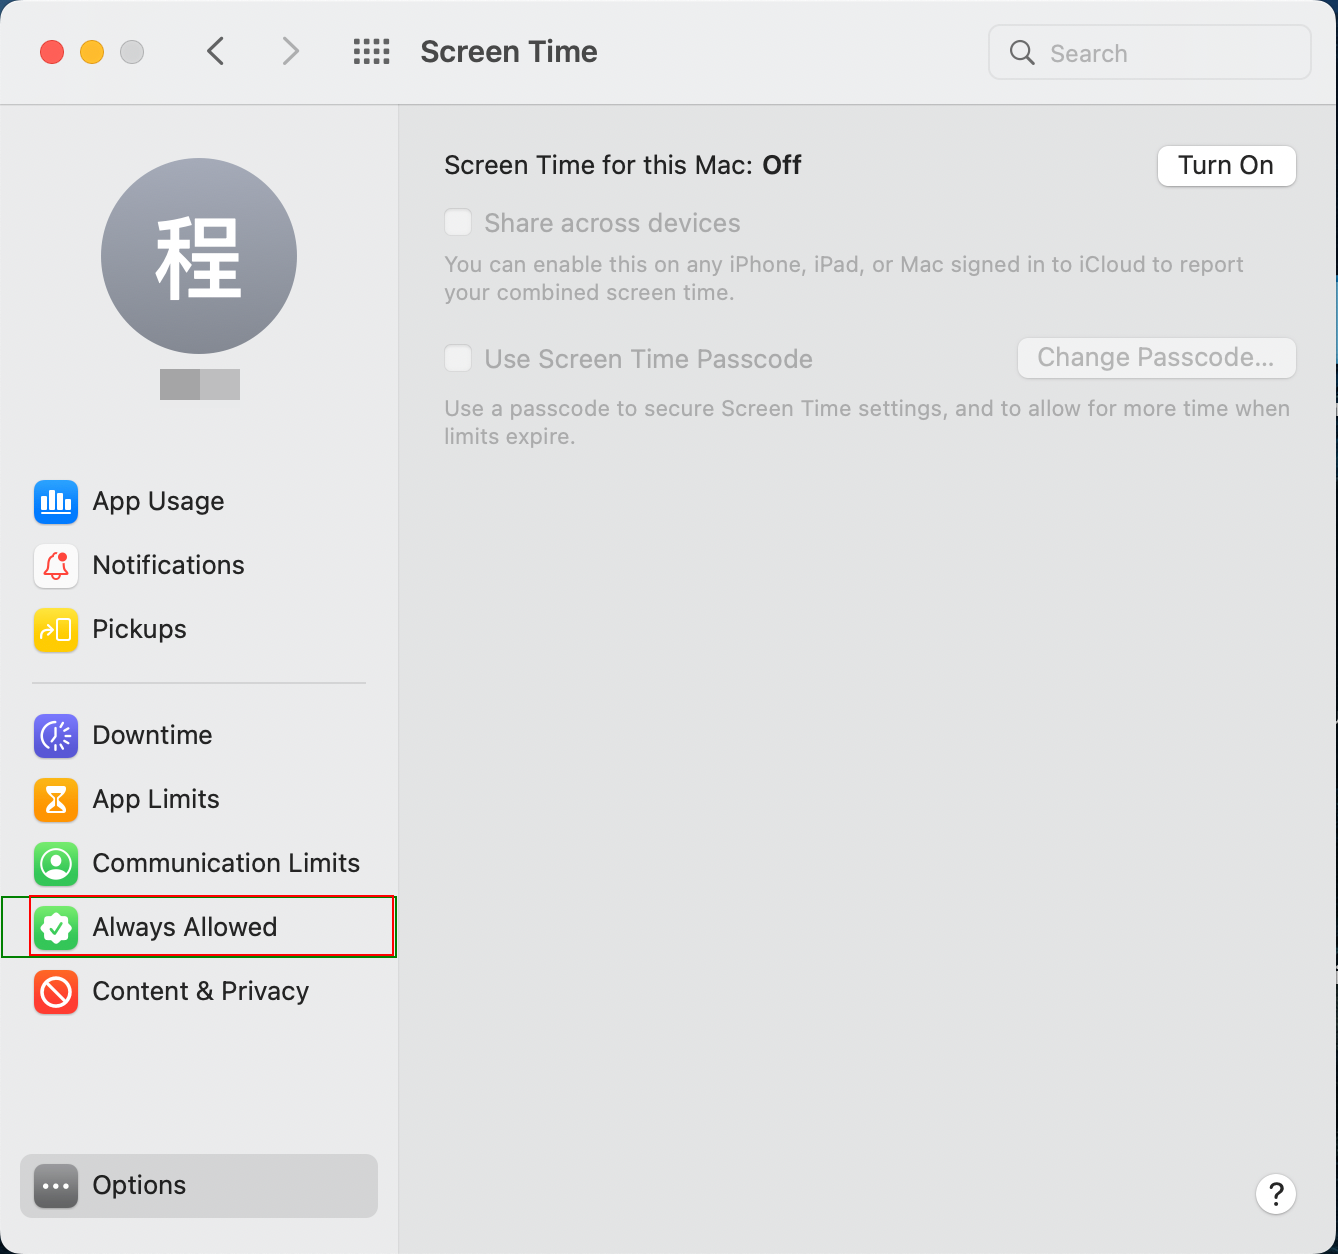 Screen Time
Search
程
Screen Time for this Mac: Off
Turn On
Share across devices
You can enable this on any iPhone, iPad, or Mac signed in to iCloud to report
your combined screen time.
Use Screen Time Passcode
Change Passcode...
Use a passcode to secure Screen Time settings, and to allow for more time when
limits expire.
App Usage
Notifications
Pickups
Downtime
App Limits
Communication Limits
Always Allowed
Content & Privacy
Options
?